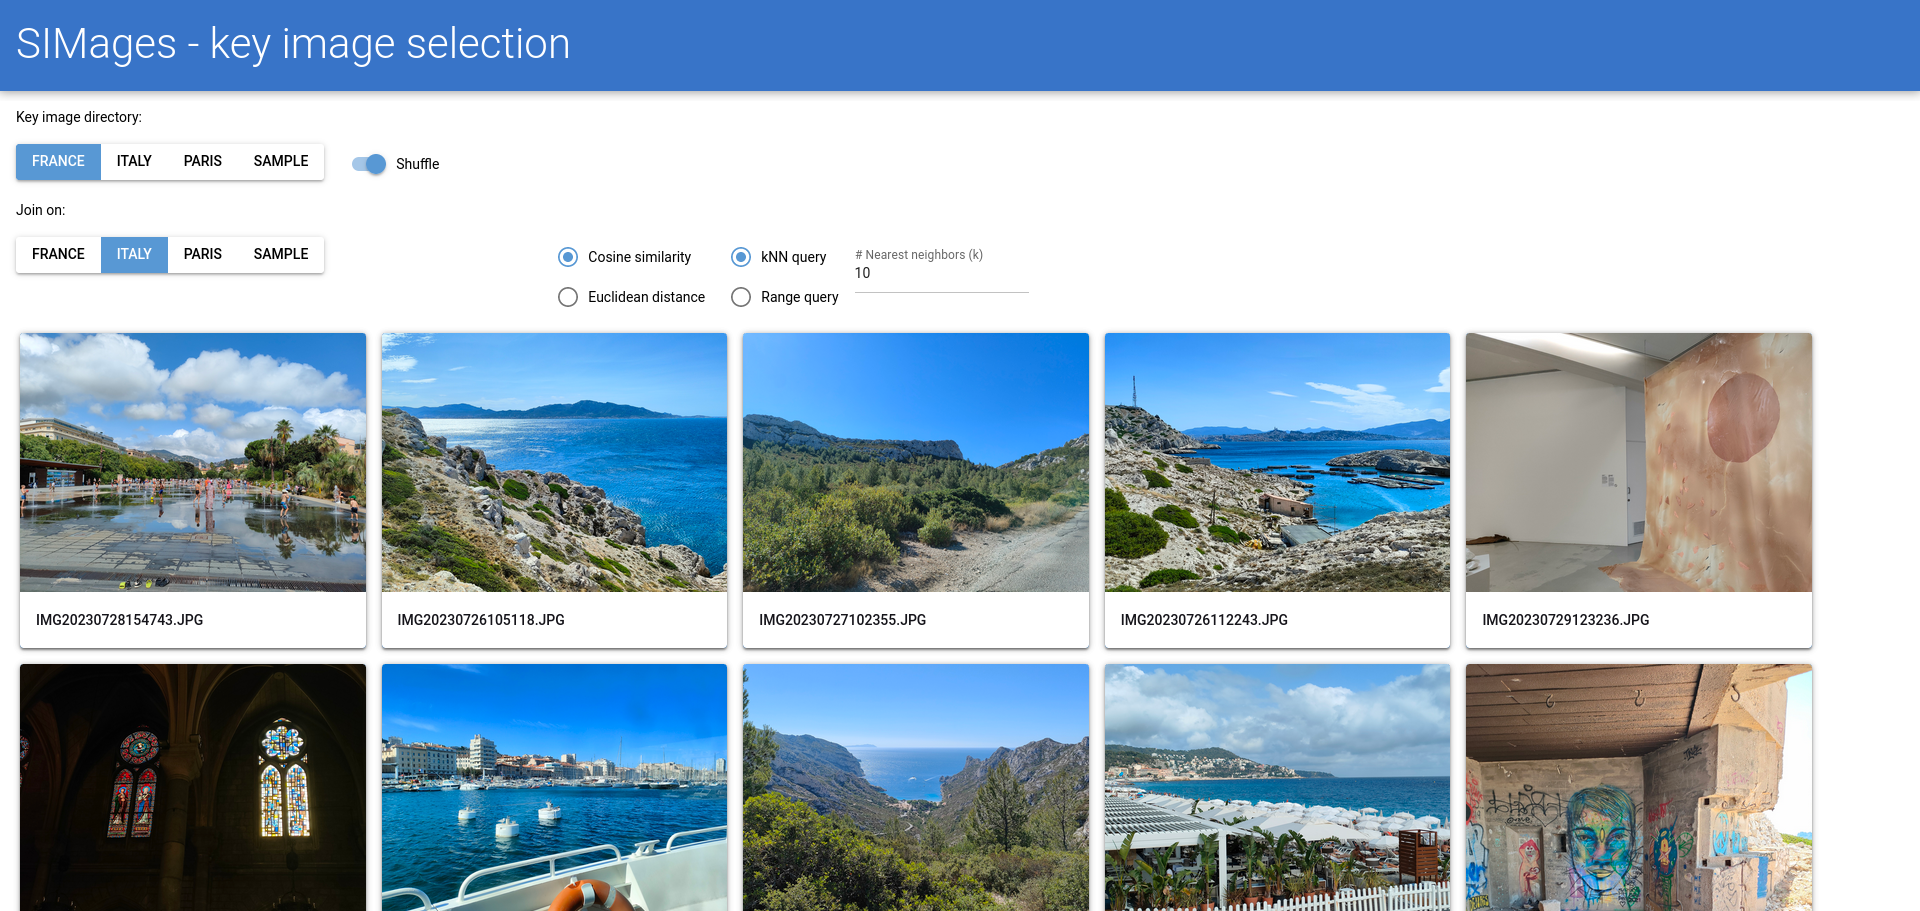 SIMages - key image selection
Key image directory:
FRANCE ITALY PARIS SAMPLE Shuffle
Join on:
FRANCE ITALY PARIS SAMPLE
Cosine similarity kNN query # Nearest neighbors (k)
10
Euclidean distance Range query
IMG20230728154743.JPG IMG20230726105118.JPG IMG20230727102355.JPG IMG20230726112243.JPG IMG20230729123236.JPG